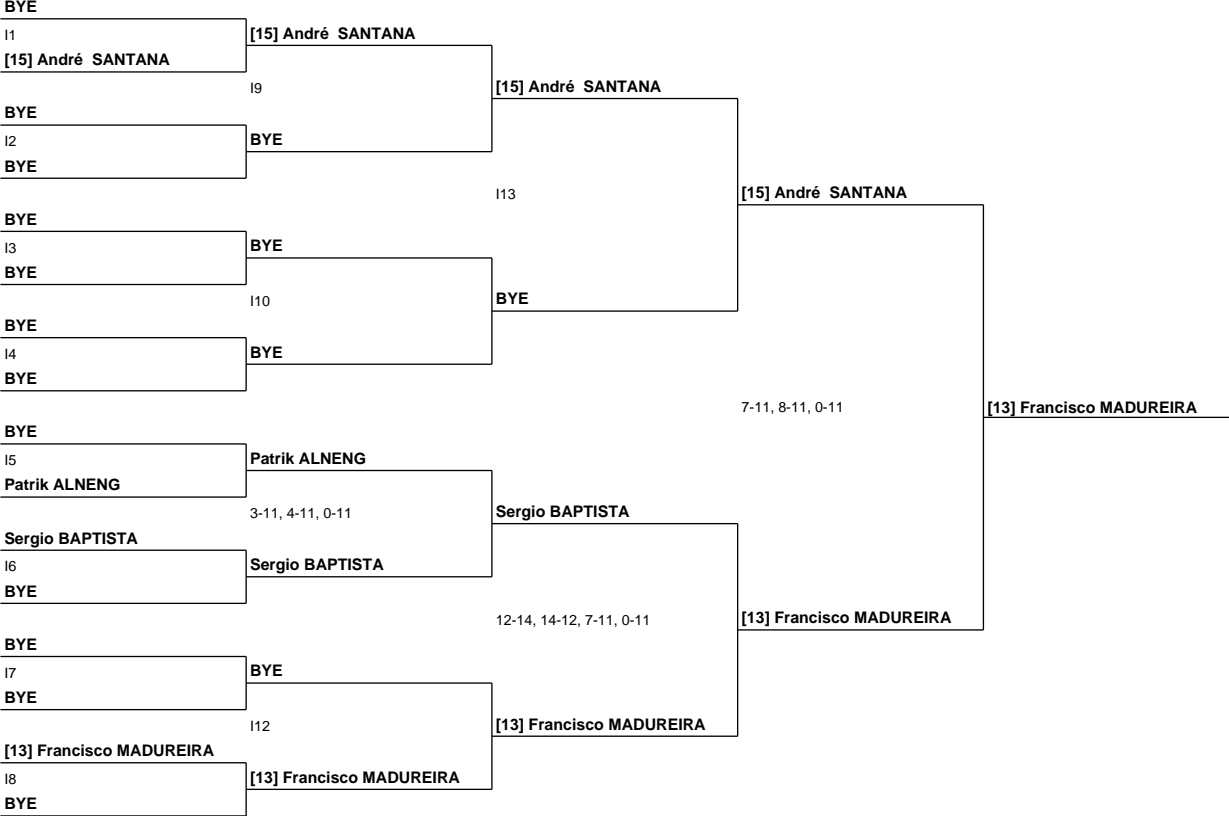 BYE
I1
[15] André SANTANA
[15] André SANTANA
I9
[15] André SANTANA
BYE
I2
BYE
BYE
I13
[15] André SANTANA
BYE
I3
BYE
BYE
I10
BYE
BYE
I4
BYE
BYE
7-11, 8-11, 0-11
[13] Francisco MADUREIRA
BYE
I5
Patrik ALNENG
Patrik ALNENG
3-11, 4-11, 0-11
Sergio BAPTISTA
Sergio BAPTISTA
I6
BYE
Sergio BAPTISTA
12-14, 14-12, 7-11, 0-11
[13] Francisco MADUREIRA
BYE
I7
BYE
BYE
I12
[13] Francisco MADUREIRA
[13] Francisco MADUREIRA
I8
BYE
[13] Francisco MADUREIRA